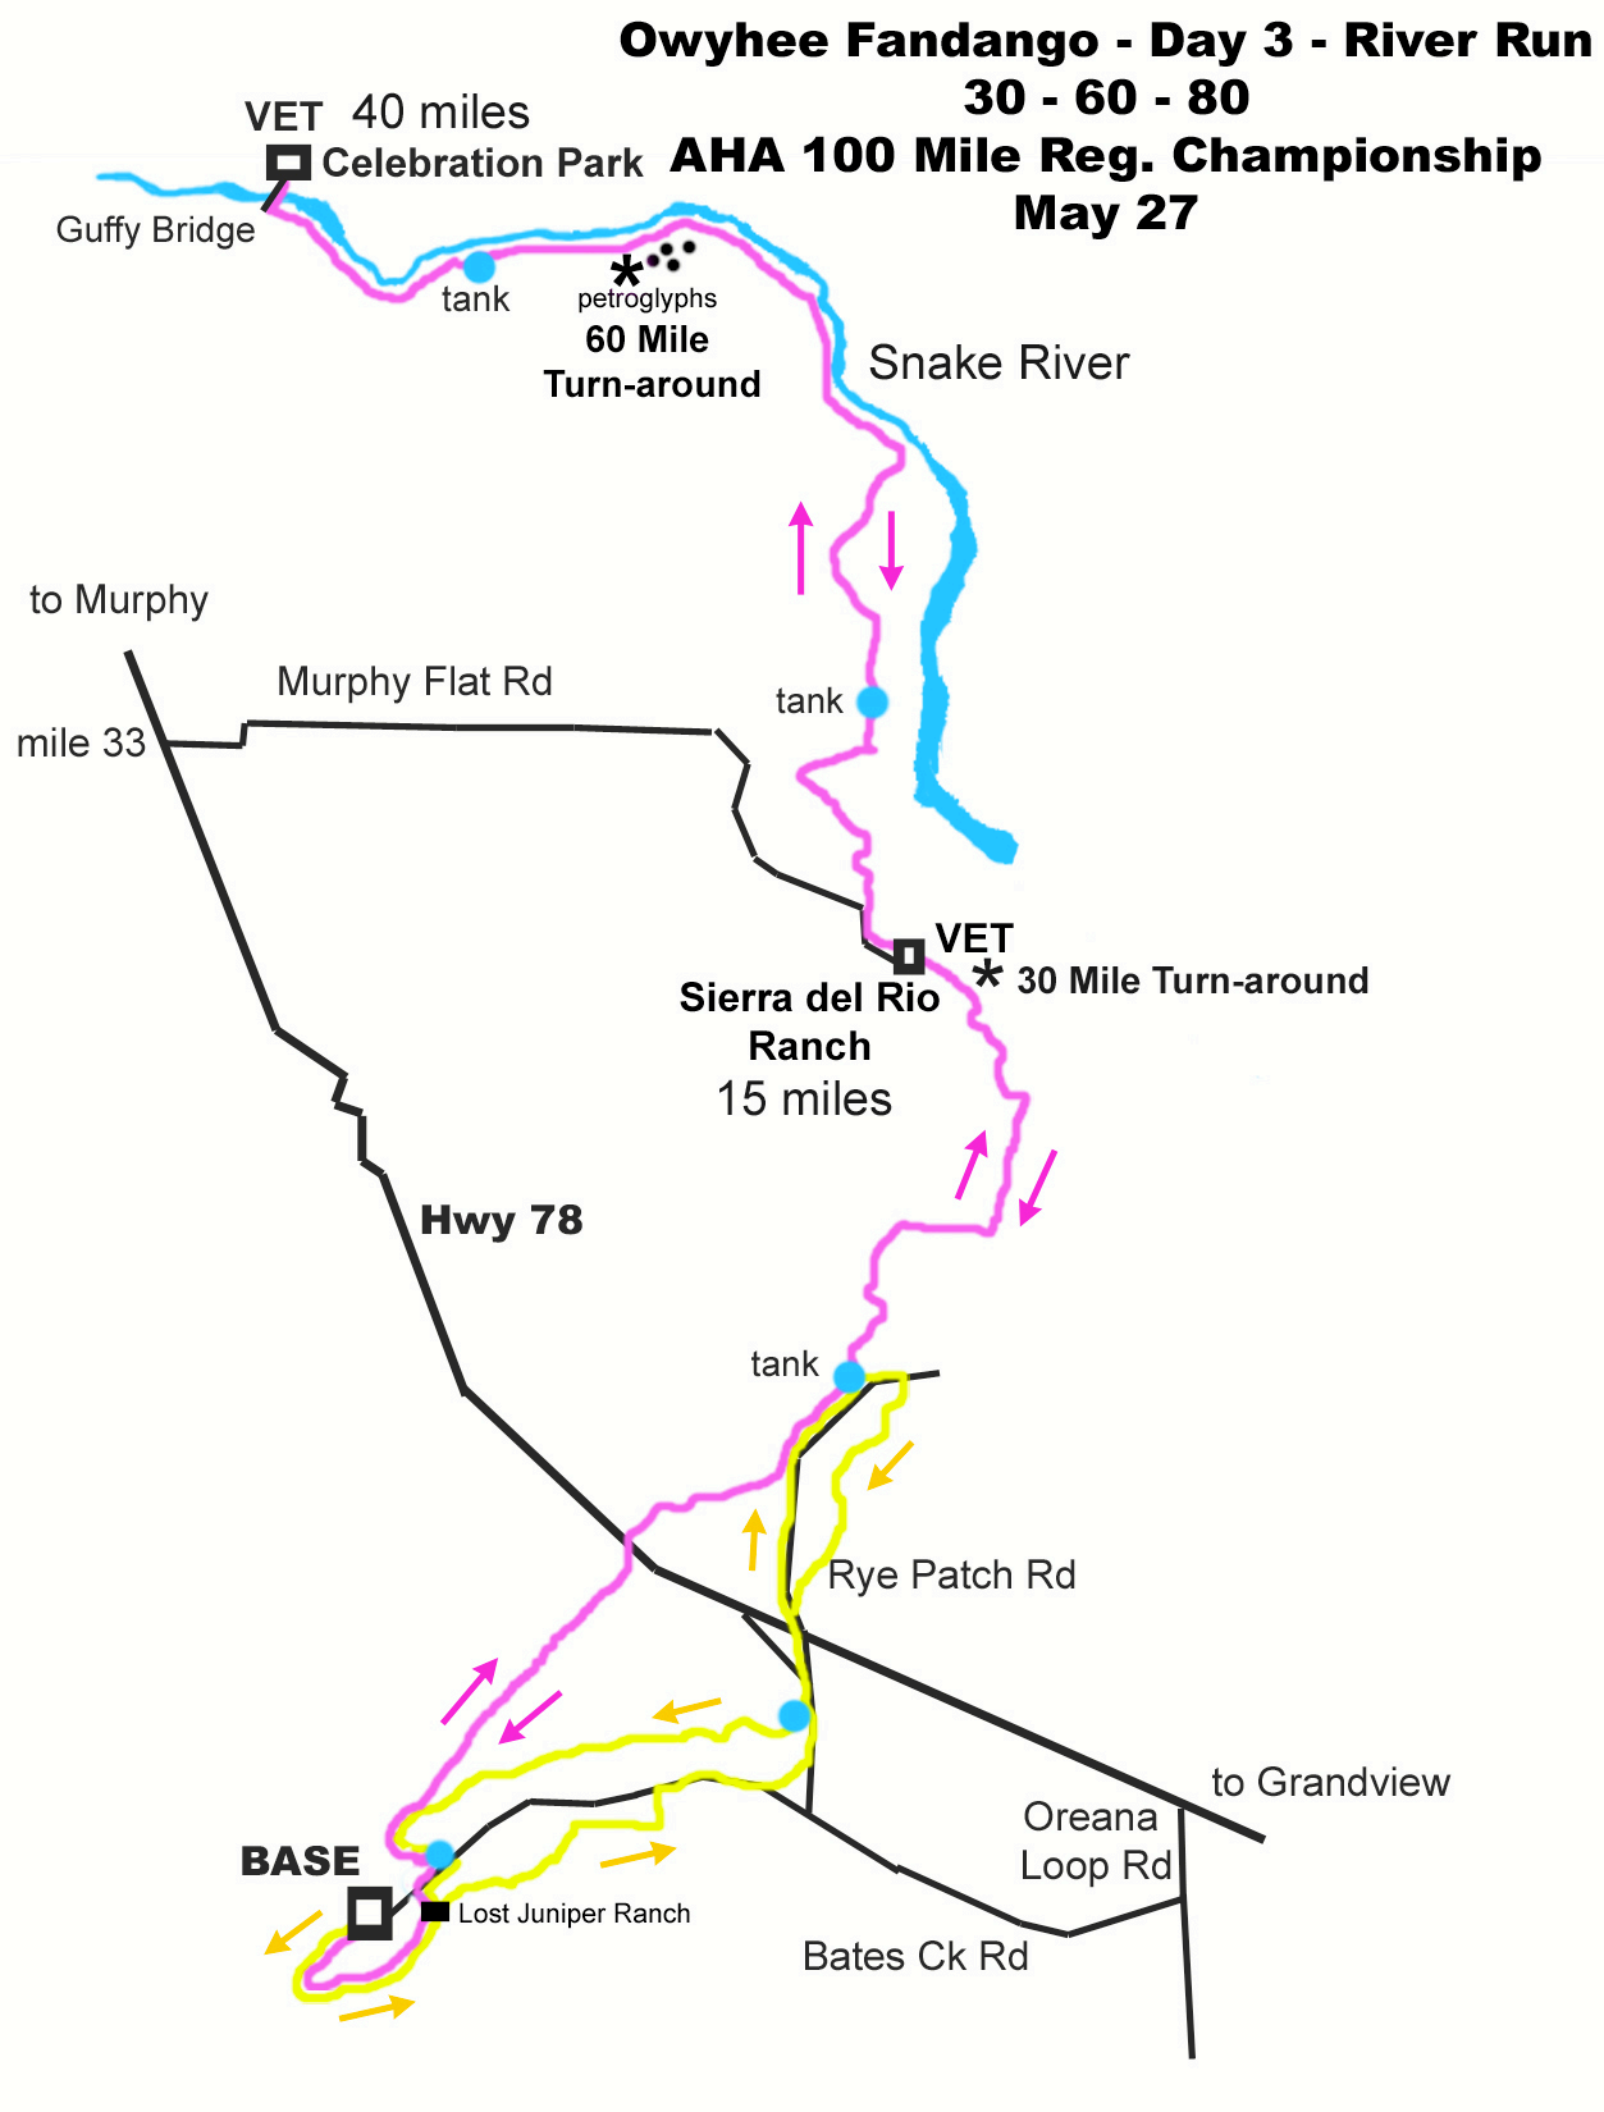 Owyhee Fandango - Day 3 - River Run
30 - 60 - 80
AHA 100 Mile Reg. Championship
May 27
VET 40 miles
Celebration Park
Guffy Bridge
tank
*
petroglyphs
60 Mile
Turn-around
Snake River
to Murphy
Murphy Flat Rd
mile 33
tank
VET
* 30 Mile Turn-around
Sierra del Rio
Ranch
15 miles
Hwy 78
tank
Rye Patch Rd
to Grandview
Oreana
Loop Rd
BASE
Lost Juniper Ranch
Bates Ck Rd